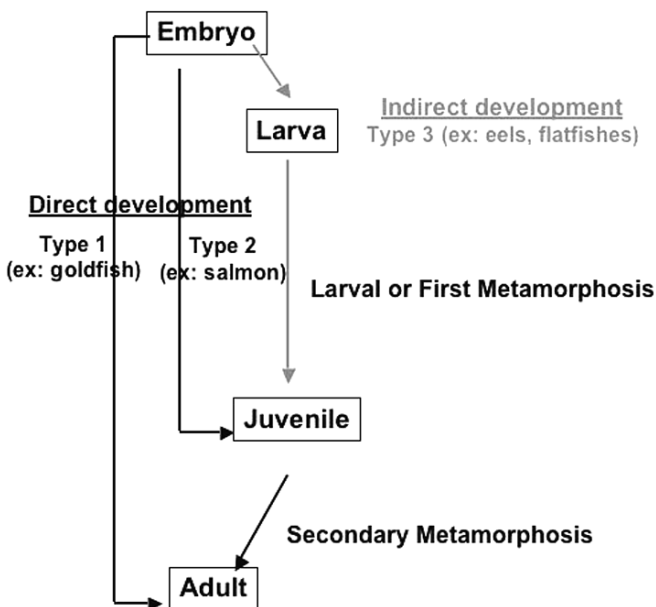 Embryo
Larva
Indirect development
Type 3 (ex: eels, flatfishes)
Direct development
Type 1
(ex: goldfish)
Type 2
(ex: salmon)
Larval or First Metamorphosis
Juvenile
Secondary Metamorphosis
Adult